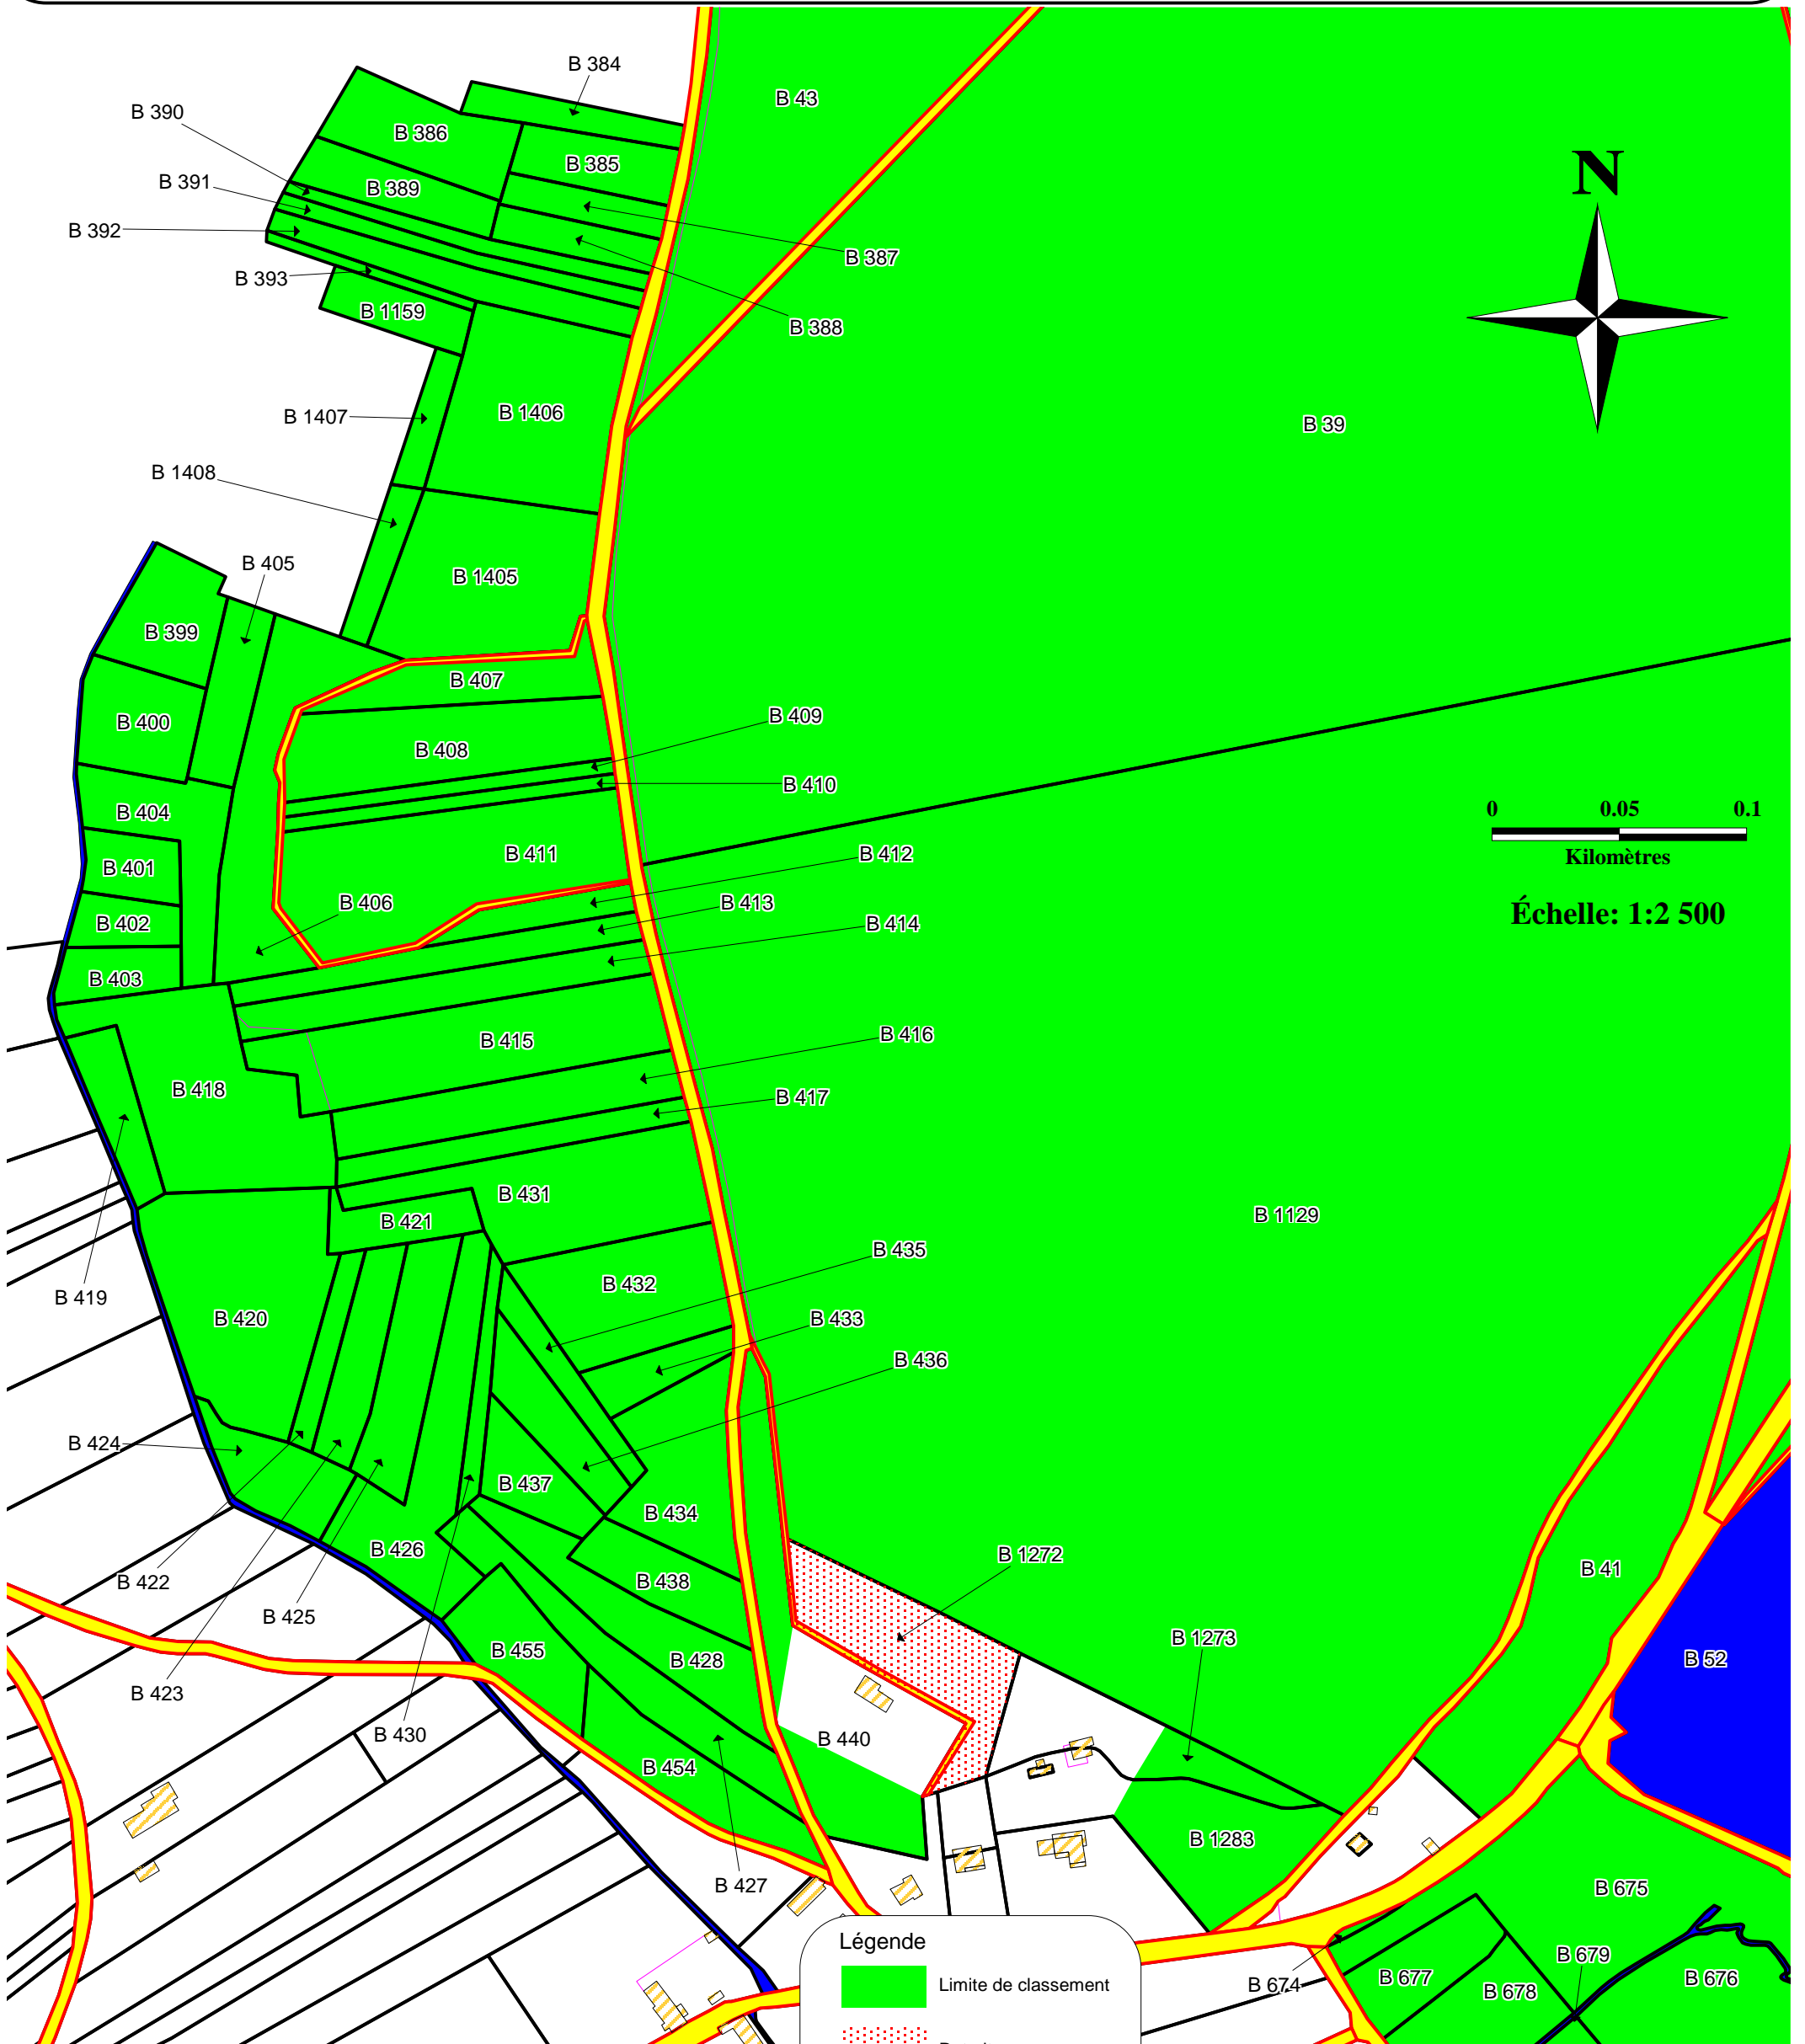 B 384
B 43
B 390
B 386
N
B 385
B 391
B 389
B 392
B 387
B 393
B 1159
B 388
B 1407
B 1406
B 39
B 1408
B 405
B 1405
B 399
B 407
B 409
B 400
B 408
B 410
0 0.05 0.1
B 404
B 411
B 412
Kilomètres
B 401
B 406
B 413
Échelle: 1:2 500
B 402
B 414
B 403
B 416
B 415
B 418
B 417
B 431
B 1129
B 421
B 435
B 432
B 419
B 420
B 433
B 436
B 424
B 437
B 434
B 1272
B 426
B 41
B 422
B 438
B 425
B 1273
B 455
B 428
B 52
B 423
B 430
B 440
B 454
B 1283
B 427
B 675
Légende
B 679
Limite de classement
B 674
B 677
B 676
B 678